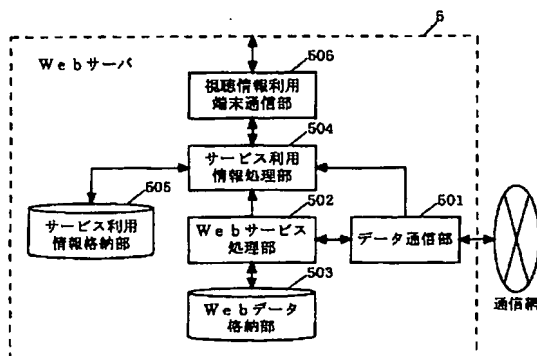 5
Webサーバ
506
視聴情報利用
端末通信部
504
サービス利用
情報処理部
505
サービス利用
情報格納部
502
Webサービス
処理部
501
データ通信部
503
Webデータ
格納部
通信網